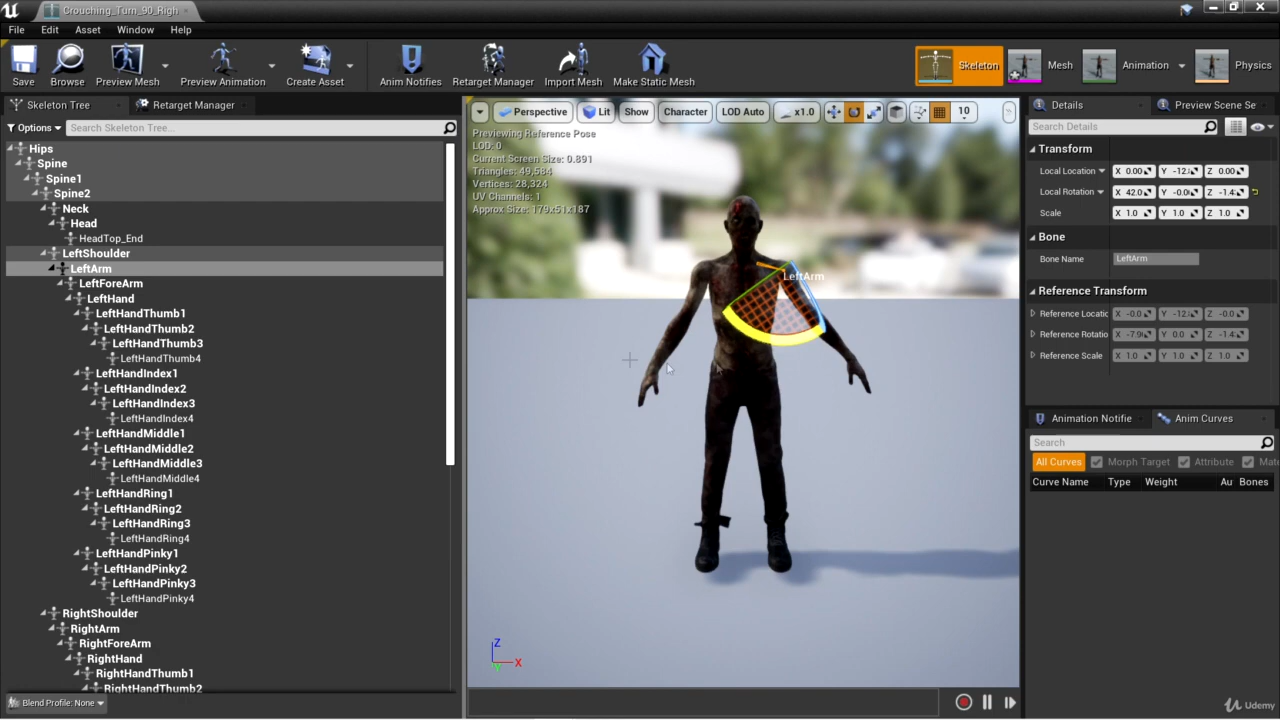 Crouching_Turn_90_Righ
File Edit Asset Window Help
Save Browse Preview Mesh Preview Animation Create Asset Anim Notifies Retarget Manager Import Mesh Make Static Mesh Skeleton Mesh Animation Physics
Skeleton Tree Retarget Manager
Options Search Skeleton Tree...
Hips
Spine
Spine1
Spine2
Neck
Head
HeadTop_End
LeftShoulder
LeftArm
LeftForeArm
LeftHand
LeftHandThumb1
LeftHandThumb2
LeftHandThumb3
LeftHandThumb4
LeftHandIndex1
LeftHandIndex2
LeftHandIndex3
LeftHandIndex4
LeftHandMiddle1
LeftHandMiddle2
LeftHandMiddle3
LeftHandMiddle4
LeftHandRing1
LeftHandRing2
LeftHandRing3
LeftHandRing4
LeftHandPinky1
LeftHandPinky2
LeftHandPinky3
LeftHandPinky4
RightShoulder
RightArm
RightForeArm
RightHand
RightHandThumb1
RightHandThumb2
Blend Profile: None
Perspective Lit Show Character LOD Auto x1.0 10
Previewing Reference Pose
LOD: 0
Current Screen Size: 0.891
Triangles: 49,584
Vertices: 28,324
UV Channels: 1
Approx Size: 179x51x187
LeftArm
Z
X
Y
Details Preview Scene Se
Search Details
Transform
Local Location X 0.00 Y -12. Z 0.00
Local Rotation X 42.0 Y -0.0 Z -1.4
Scale X 1.0 Y 1.0 Z 1.0
Bone
Bone Name LeftArm
Reference Transform
Reference Locatic X -0.0 Y -12. Z -0.0
Reference Rotatio X -7.9 Y 0.0 Z -1.4
Reference Scale X 1.0 Y 1.0 Z 1.0
Animation Notifie Anim Curves
Search
All Curves Morph Target Attribute Mate
Curve Name Type Weight Au Bones
Udemy